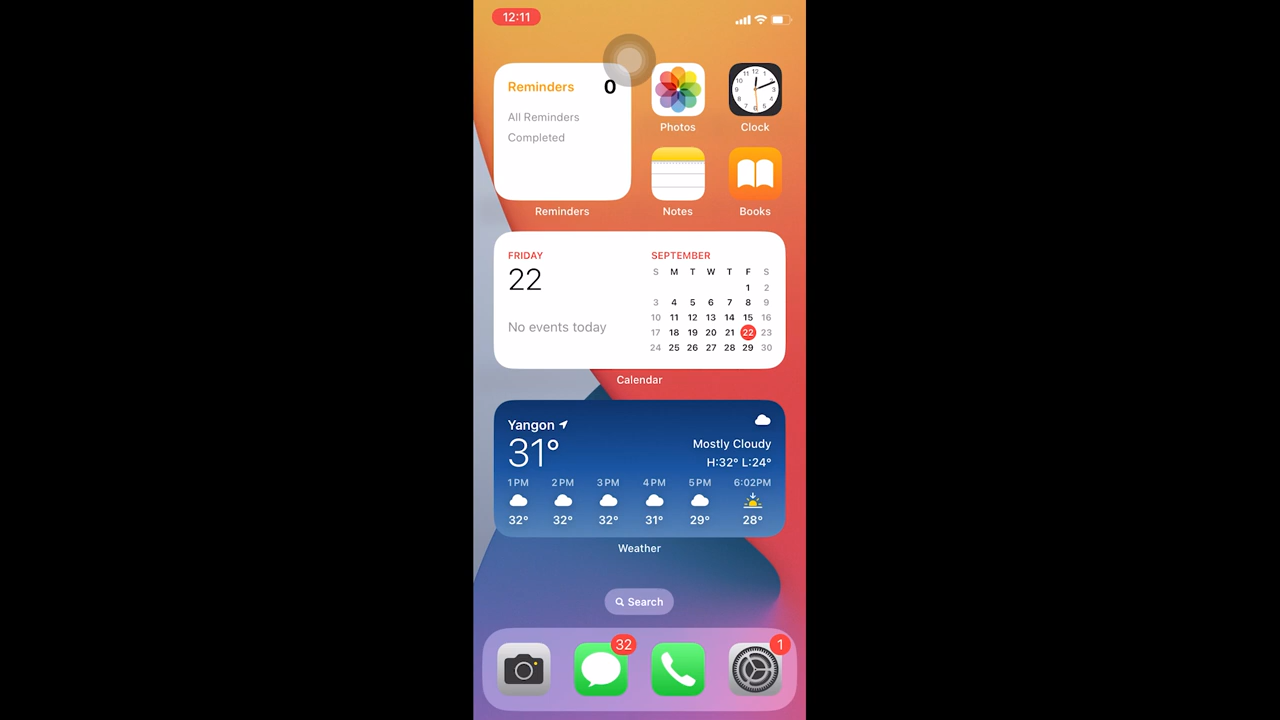 12:11
Reminders 0
All Reminders
Completed
Reminders
Photos
Clock
Notes
Books
FRIDAY
22
No events today
SEPTEMBER
S M T W T F S
1 2
3 4 5 6 7 8 9
10 11 12 13 14 15 16
17 18 19 20 21 22 23
24 25 26 27 28 29 30
Calendar
Yangon
31°
Mostly Cloudy
H:32° L:24°
1PM 2PM 3PM 4PM 5PM 6:02PM
32° 32° 32° 31° 29° 28°
Weather
Search
32
1